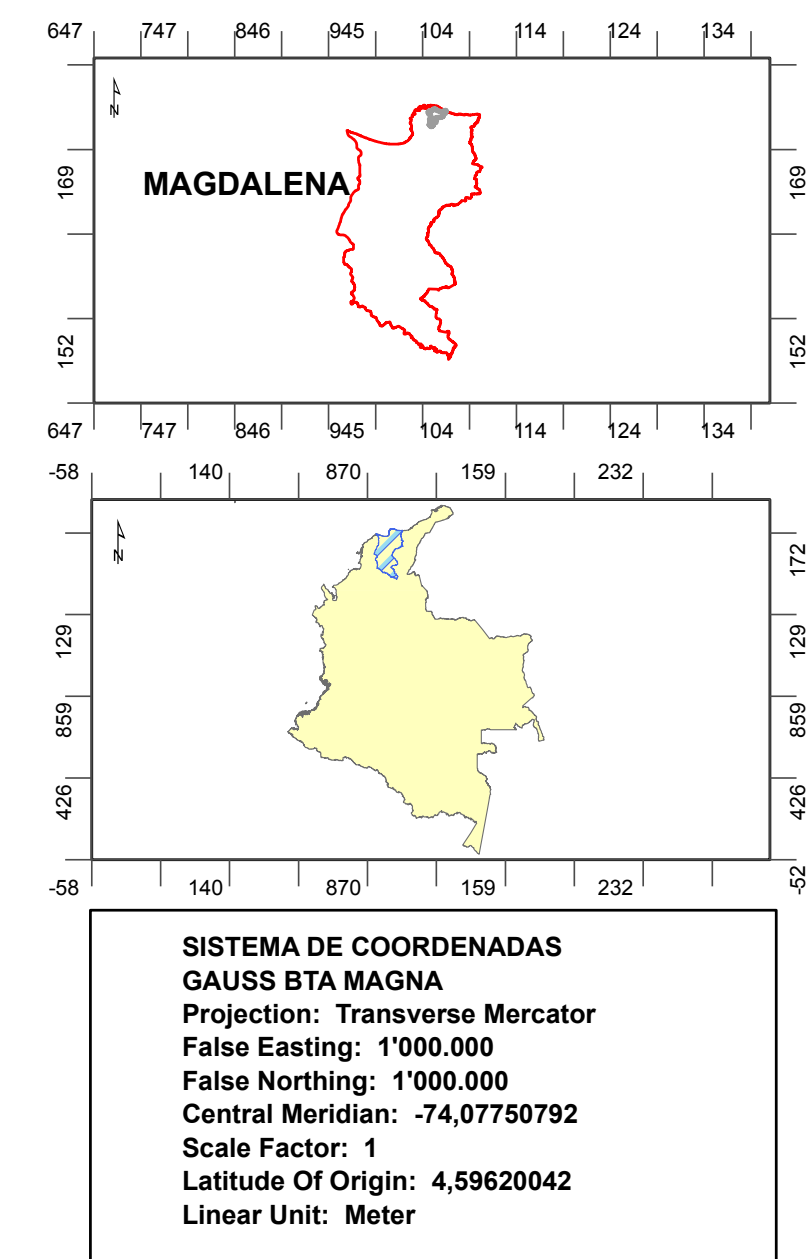 647 747 846 945 104 114 124 134
N
MAGDALENA
169 169
152 152
647 747 846 945 104 114 124 134
-58 140 870 159 232
N
172
129 129
859 859
426 426
-52
-58 140 870 159 232
SISTEMA DE COORDENADAS
GAUSS BTA MAGNA
Projection: Transverse Mercator
False Easting: 1'000.000
False Northing: 1'000.000
Central Meridian: -74,07750792
Scale Factor: 1
Latitude Of Origin: 4,59620042
Linear Unit: Meter